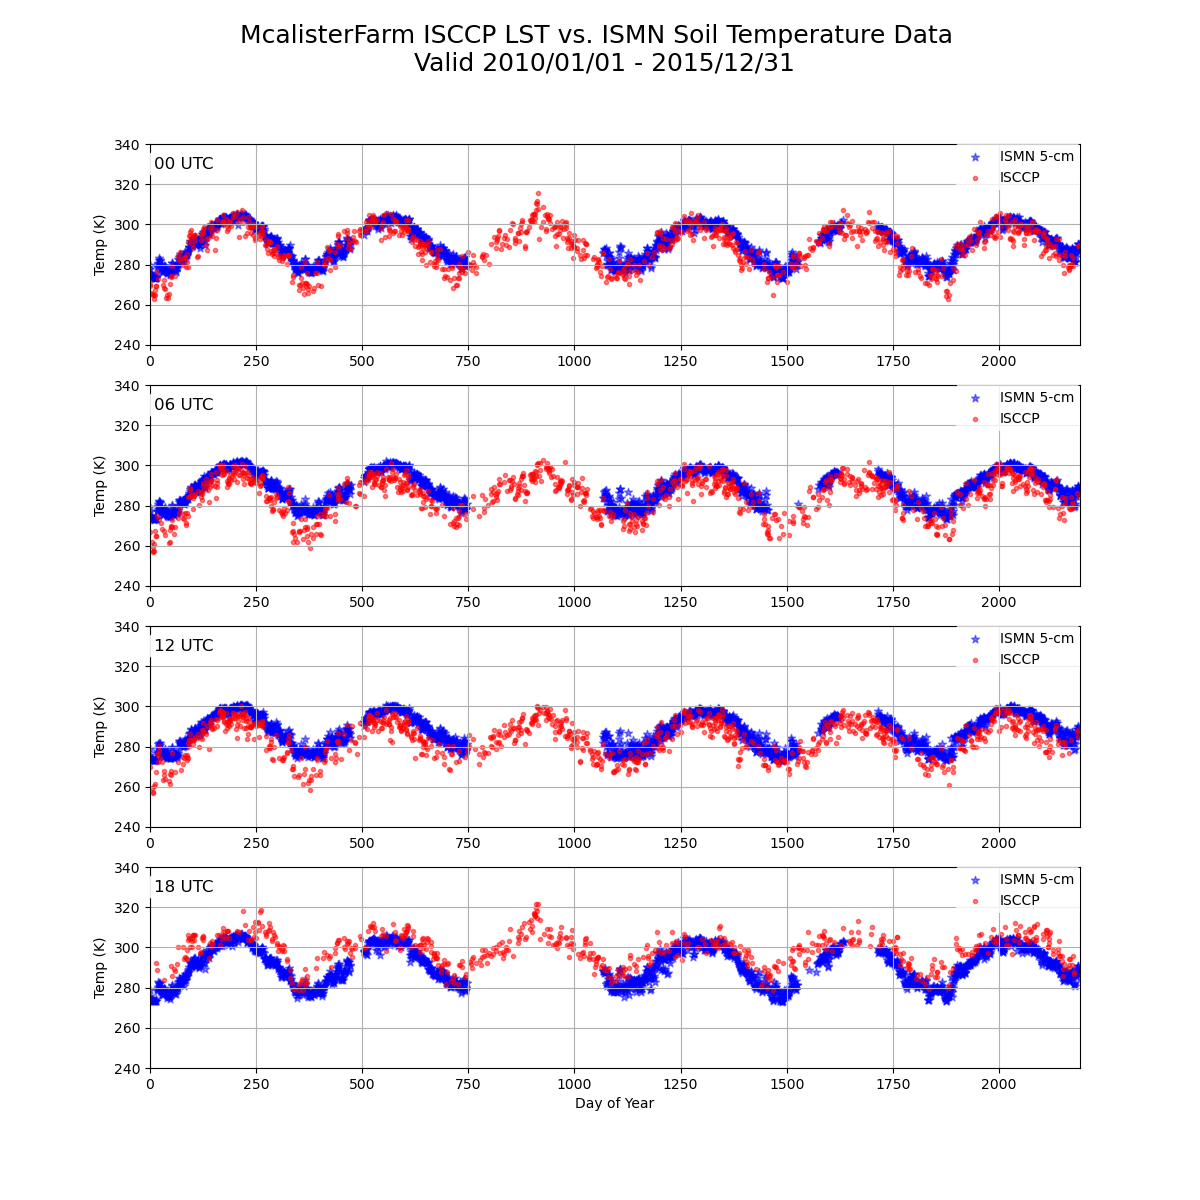 McalisterFarm ISCCP LST vs. ISMN Soil Temperature Data
Valid 2010/01/01 - 2015/12/31
340
320
300
280
260
240
Temp (K)
00 UTC
ISMN 5-cm
ISCCP
0 250 500 750 1000 1250 1500 1750 2000
340
320
300
280
260
240
Temp (K)
06 UTC
ISMN 5-cm
ISCCP
0 250 500 750 1000 1250 1500 1750 2000
340
320
300
280
260
240
Temp (K)
12 UTC
ISMN 5-cm
ISCCP
0 250 500 750 1000 1250 1500 1750 2000
340
320
300
280
260
240
Temp (K)
18 UTC
ISMN 5-cm
ISCCP
0 250 500 750 1000 1250 1500 1750 2000
Day of Year